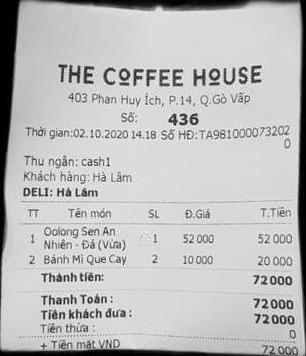 THE COFFEE HOUSE
403 Phan Huy Ích, P.14, Q.Gò Vấp
Số: 436
Thời gian:02.10.2020 14.18 Số HĐ:TA981000073202
0
Thu ngân: cash1
Khách hàng: Hà Lâm
DELI: Hà Lâm
TT Tên món SL Đ.Giá T.Tiền
1 Oolong Sen An Nhiên - Đá (Vừa) 1 52 000 52 000
2 Bánh Mì Que Cay 2 10 000 20 000
Thành tiền: 72 000
Thanh Toán : 72 000
Tiền khách đưa : 72 000
Tiền thừa : 0
+ Tiền mặt VND 72 000